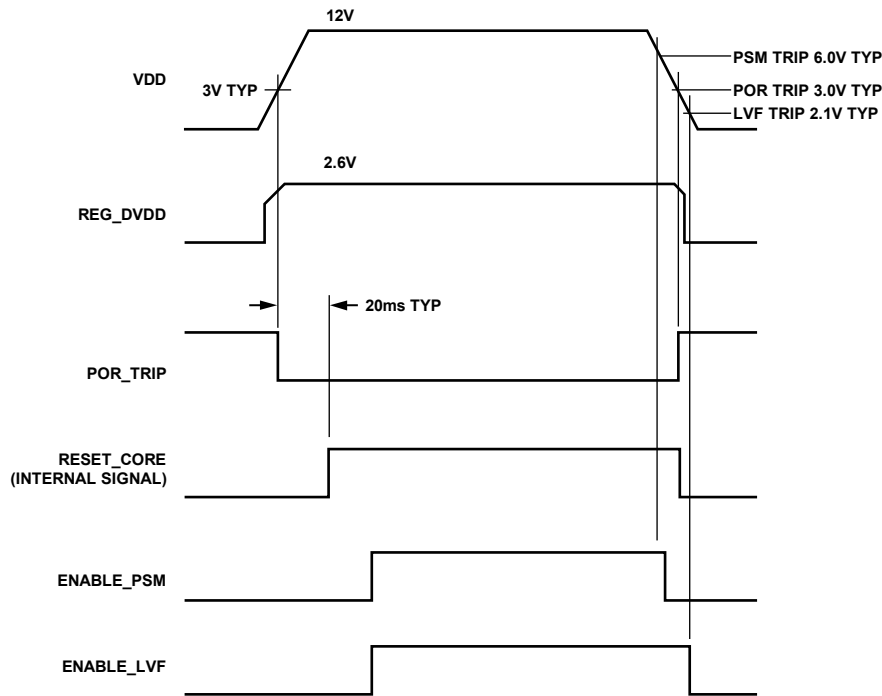 12V
VDD
3V TYP
PSM TRIP 6.0V TYP
POR TRIP 3.0V TYP
LVF TRIP 2.1V TYP
2.6V
REG_DVDD
20ms TYP
POR_TRIP
RESET_CORE
(INTERNAL SIGNAL)
ENABLE_PSM
ENABLE_LVF